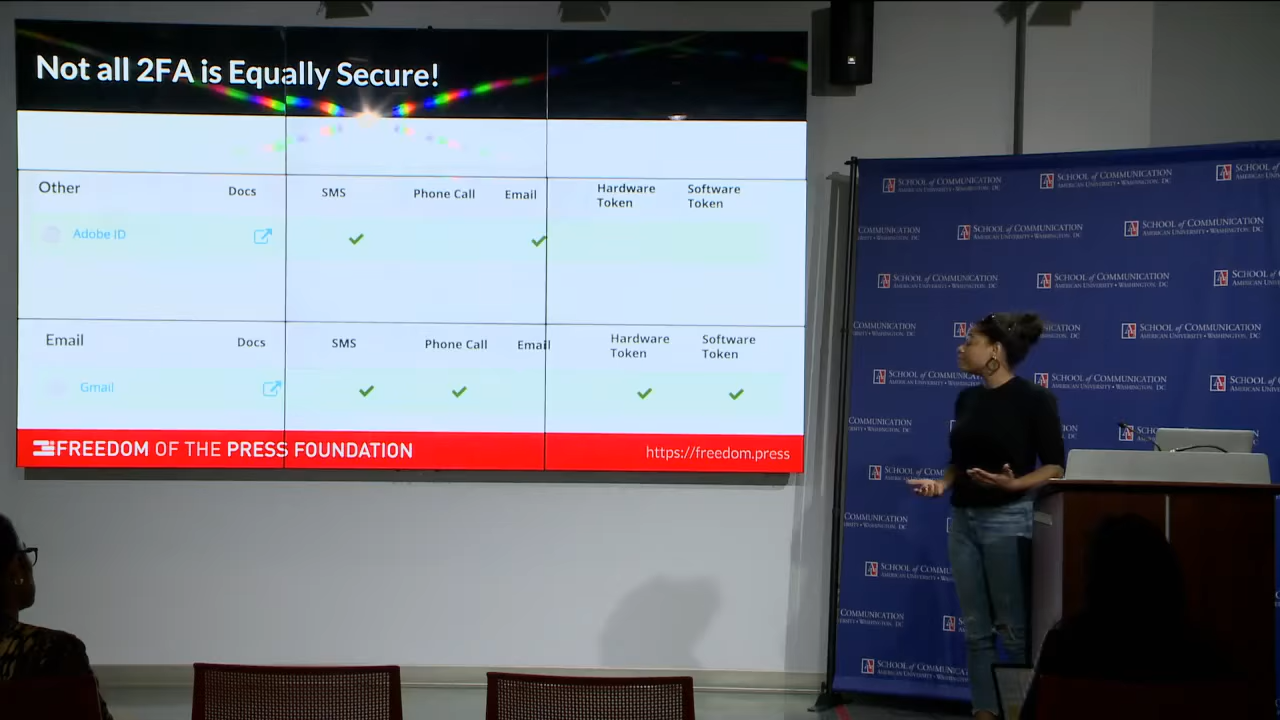 Not all 2FA is Equally Secure!
Other Docs SMS Phone Call Email Hardware Token Software Token
Adobe ID
Email Docs SMS Phone Call Email Hardware Token Software Token
Gmail
FREEDOM OF THE PRESS FOUNDATION https://freedom.press
SCHOOL of COMMUNICATION
AMERICAN UNIVERSITY • WASHINGTON, DC